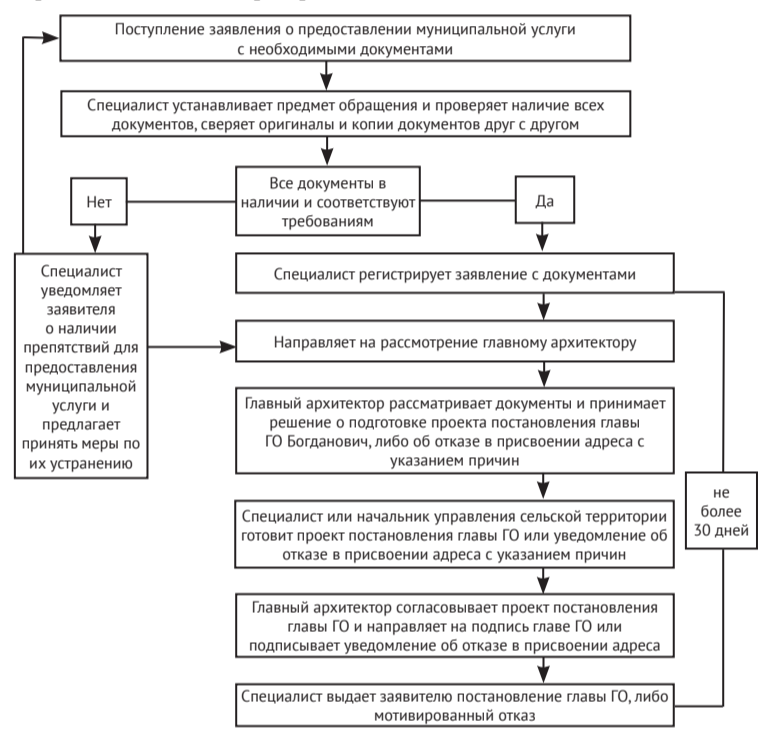 Поступление заявления о предоставлении муниципальной услуги
с необходимыми документами
Специалист устанавливает предмет обращения и проверяет наличие всех
документов, сверяет оригиналы и копии документов друг с другом
Все документы в
наличии и соответствуют
требованиям
Нет
Да
Специалист
уведомляет
заявителя
о наличии
препятствий для
предоставления
муниципальной
услуги и
предлагает
принять меры по
их устранению
Специалист регистрирует заявление с документами
Направляет на рассмотрение главному архитектору
Главный архитектор рассматривает документы и принимает
решение о подготовке проекта постановления главы
ГО Богданович, либо об отказе в присвоении адреса с
указанием причин
Специалист или начальник управления сельской территории
готовит проект постановления главы ГО или уведомление об
отказе в присвоении адреса с указанием причин
не
более
30 дней
Главный архитектор согласовывает проект постановления
главы ГО и направляет на подпись главе ГО или
подписывает уведомление об отказе в присвоении адреса
Специалист выдает заявителю постановление главы ГО, либо
мотивированный отказ